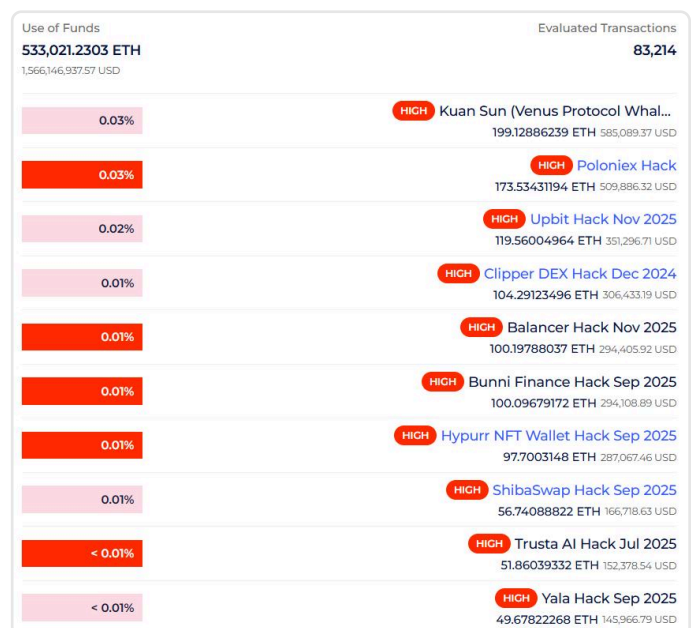 Use of Funds
Evaluated Transactions
533,021.2303 ETH
83,214
1,566,146,937.57 USD
0.03%
HIGH Kuan Sun (Venus Protocol Whal...
199.12886239 ETH 585,089.37 USD
0.03%
HIGH Poloniex Hack
173.53431194 ETH 509,886.32 USD
0.02%
HIGH Upbit Hack Nov 2025
119.56004964 ETH 351,296.71 USD
0.01%
HIGH Clipper DEX Hack Dec 2024
104.29123496 ETH 306,433.19 USD
0.01%
HIGH Balancer Hack Nov 2025
100.19788037 ETH 294,405.92 USD
0.01%
HIGH Bunni Finance Hack Sep 2025
100.09679172 ETH 294,108.89 USD
0.01%
HIGH Hypurr NFT Wallet Hack Sep 2025
97.7003148 ETH 287,067.46 USD
0.01%
HIGH ShibaSwap Hack Sep 2025
56.74088822 ETH 166,718.63 USD
< 0.01%
HIGH Trusta AI Hack Jul 2025
51.86039332 ETH 152,378.54 USD
< 0.01%
HIGH Yala Hack Sep 2025
49.67822268 ETH 145,966.79 USD